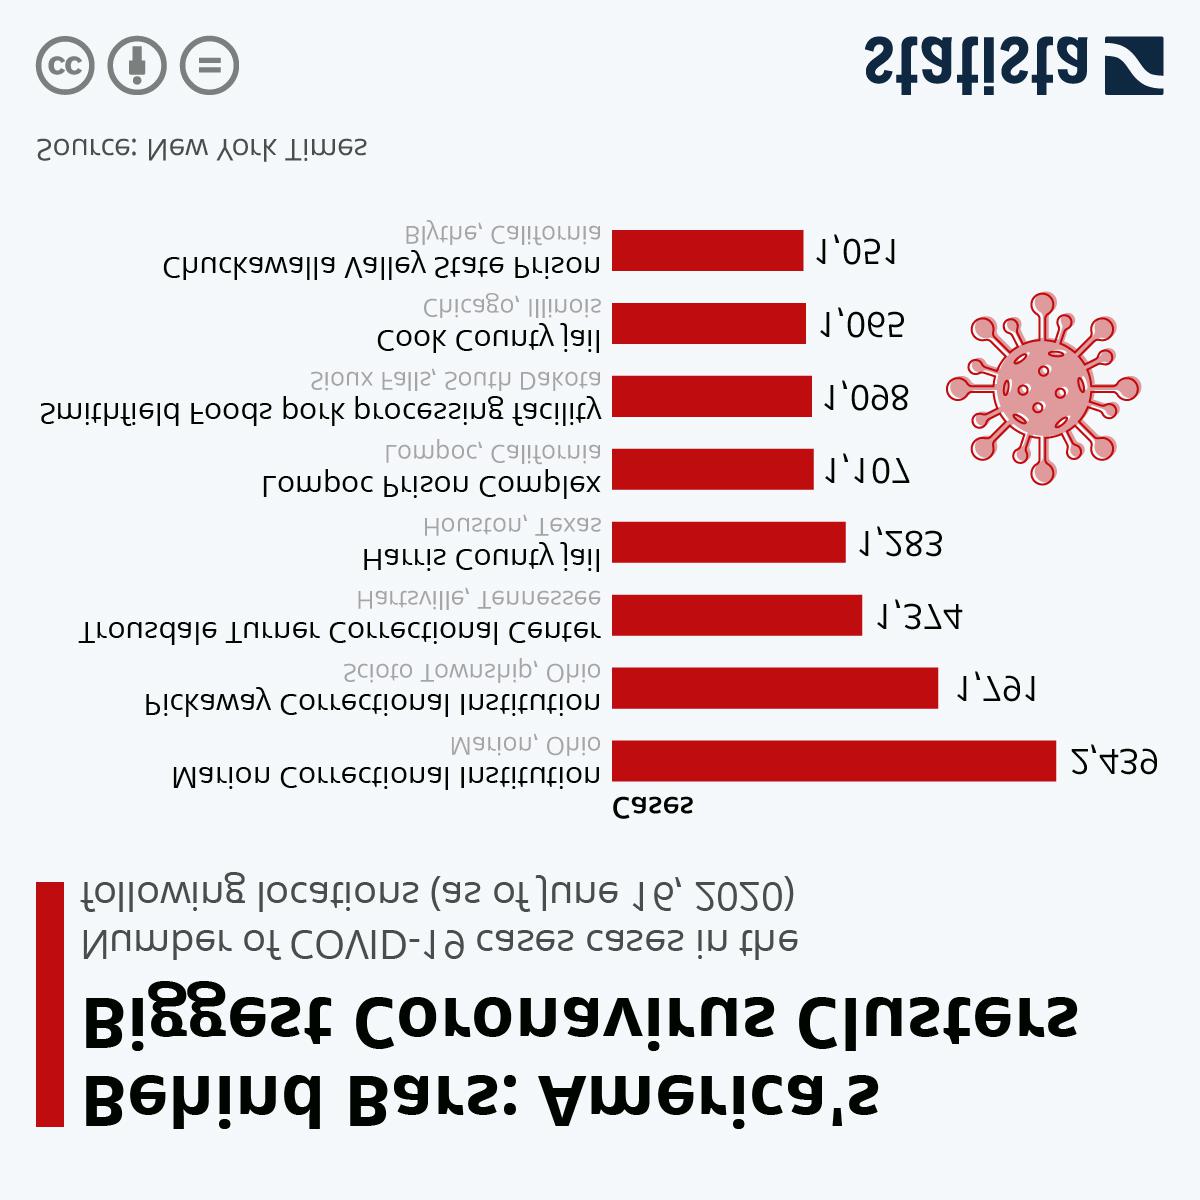 Behind Bars: America's
Biggest Coronavirus Clusters
Number of COVID-19 cases cases in the
following locations (as of June 16, 2020)
Cases
Marion Correctional Institution
Marion, Ohio
2,439
Pickaway Correctional Institution
Scioto Township, Ohio
1,791
Trousdale Turner Correctional Center
Hartsville, Tennessee
1,374
Harris County jail
Houston, Texas
1,283
Lompoc Prison Complex
Lompoc, California
1,107
Smithfield Foods pork processing facility
Sioux Falls, South Dakota
1,098
Cook County jail
Chicago, Illinois
1,065
Chuckawalla Valley State Prison
Blythe, California
1,051
Source: New York Times
cc
statista